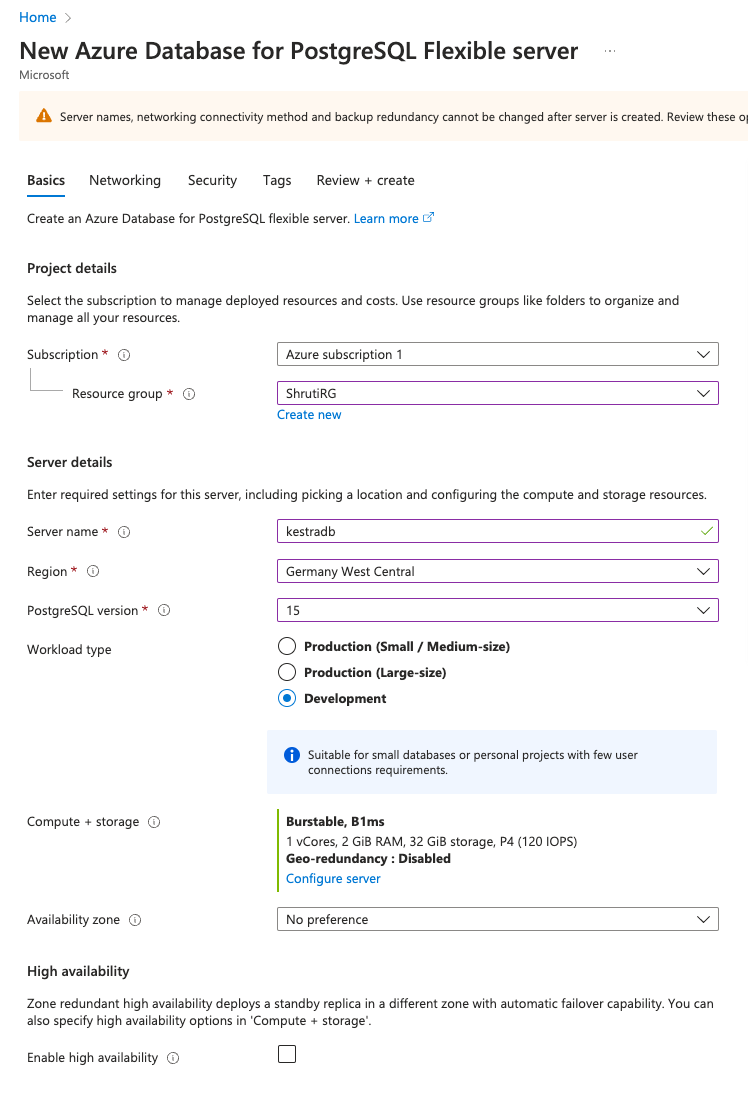 Home
New Azure Database for PostgreSQL Flexible server ...
Microsoft
Server names, networking connectivity method and backup redundancy cannot be changed after server is created. Review these op
Basics Networking Security Tags Review + create
Create an Azure Database for PostgreSQL flexible server. Learn more
Project details
Select the subscription to manage deployed resources and costs. Use resource groups like folders to organize and
manage all your resources.
Subscription * Azure subscription 1
Resource group * ShrutiRG
Create new
Server details
Enter required settings for this server, including picking a location and configuring the compute and storage resources.
Server name * kestradb
Region * Germany West Central
PostgreSQL version * 15
Workload type
Production (Small / Medium-size)
Production (Large-size)
Development
Suitable for small databases or personal projects with few user
connections requirements.
Compute + storage Burstable, B1ms
1 vCores, 2 GiB RAM, 32 GiB storage, P4 (120 IOPS)
Geo-redundancy : Disabled
Configure server
Availability zone No preference
High availability
Zone redundant high availability deploys a standby replica in a different zone with automatic failover capability. You can
also specify high availability options in 'Compute + storage'.
Enable high availability